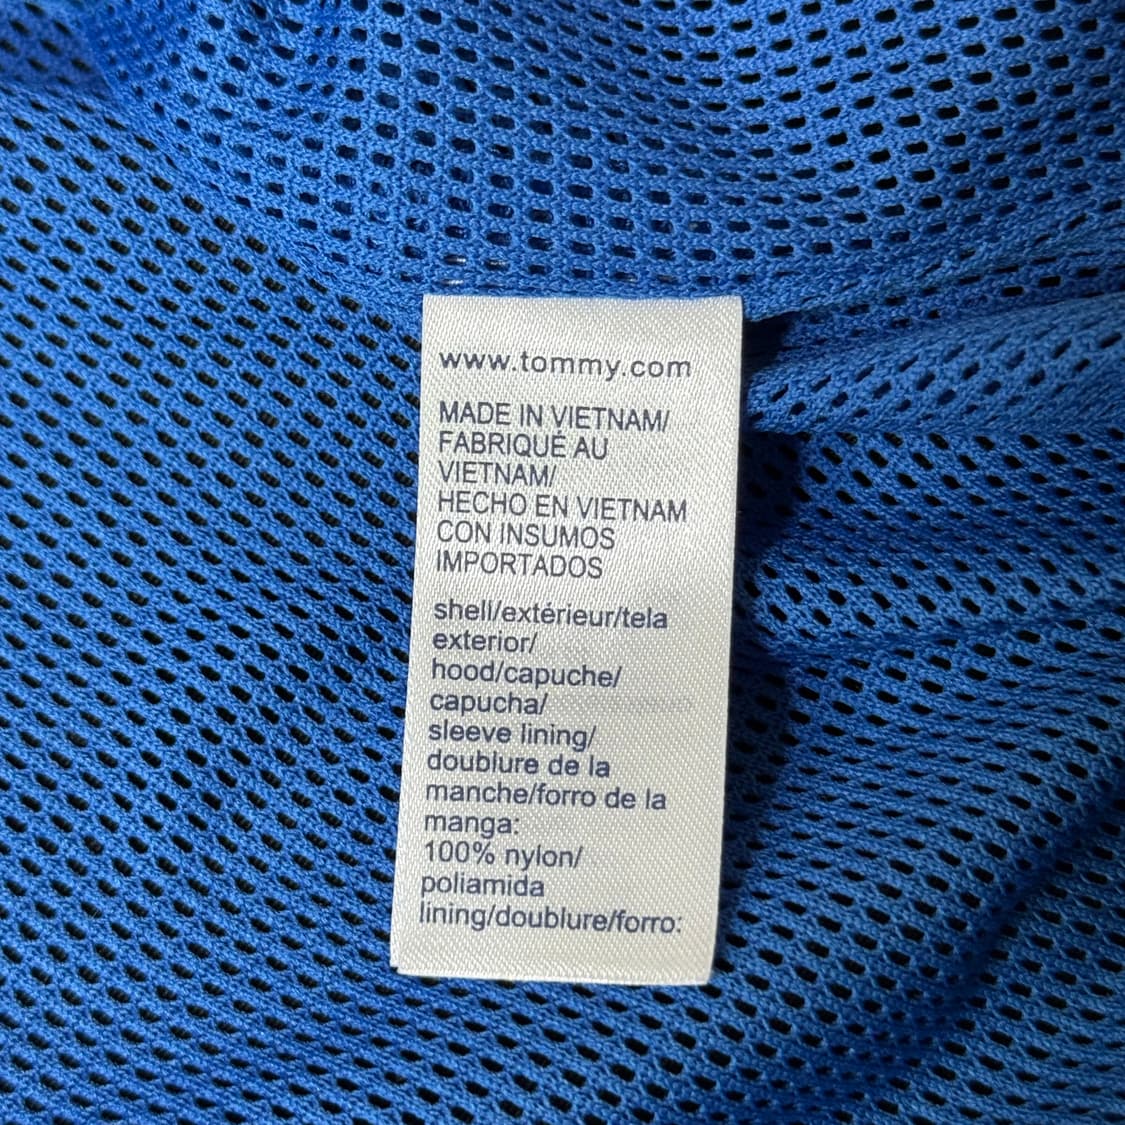 www.tommy.com
MADE IN VIETNAM/
FABRIQUÉ AU
VIETNAM/
HECHO EN VIETNAM
CON INSUMOS
IMPORTADOS
shell/extérieur/tela
exterior/
hood/capuche/
capucha/
sleeve lining/
doublure de la
manche/forro de la
manga:
100% nylon/
poliamida
lining/doublure/forro: